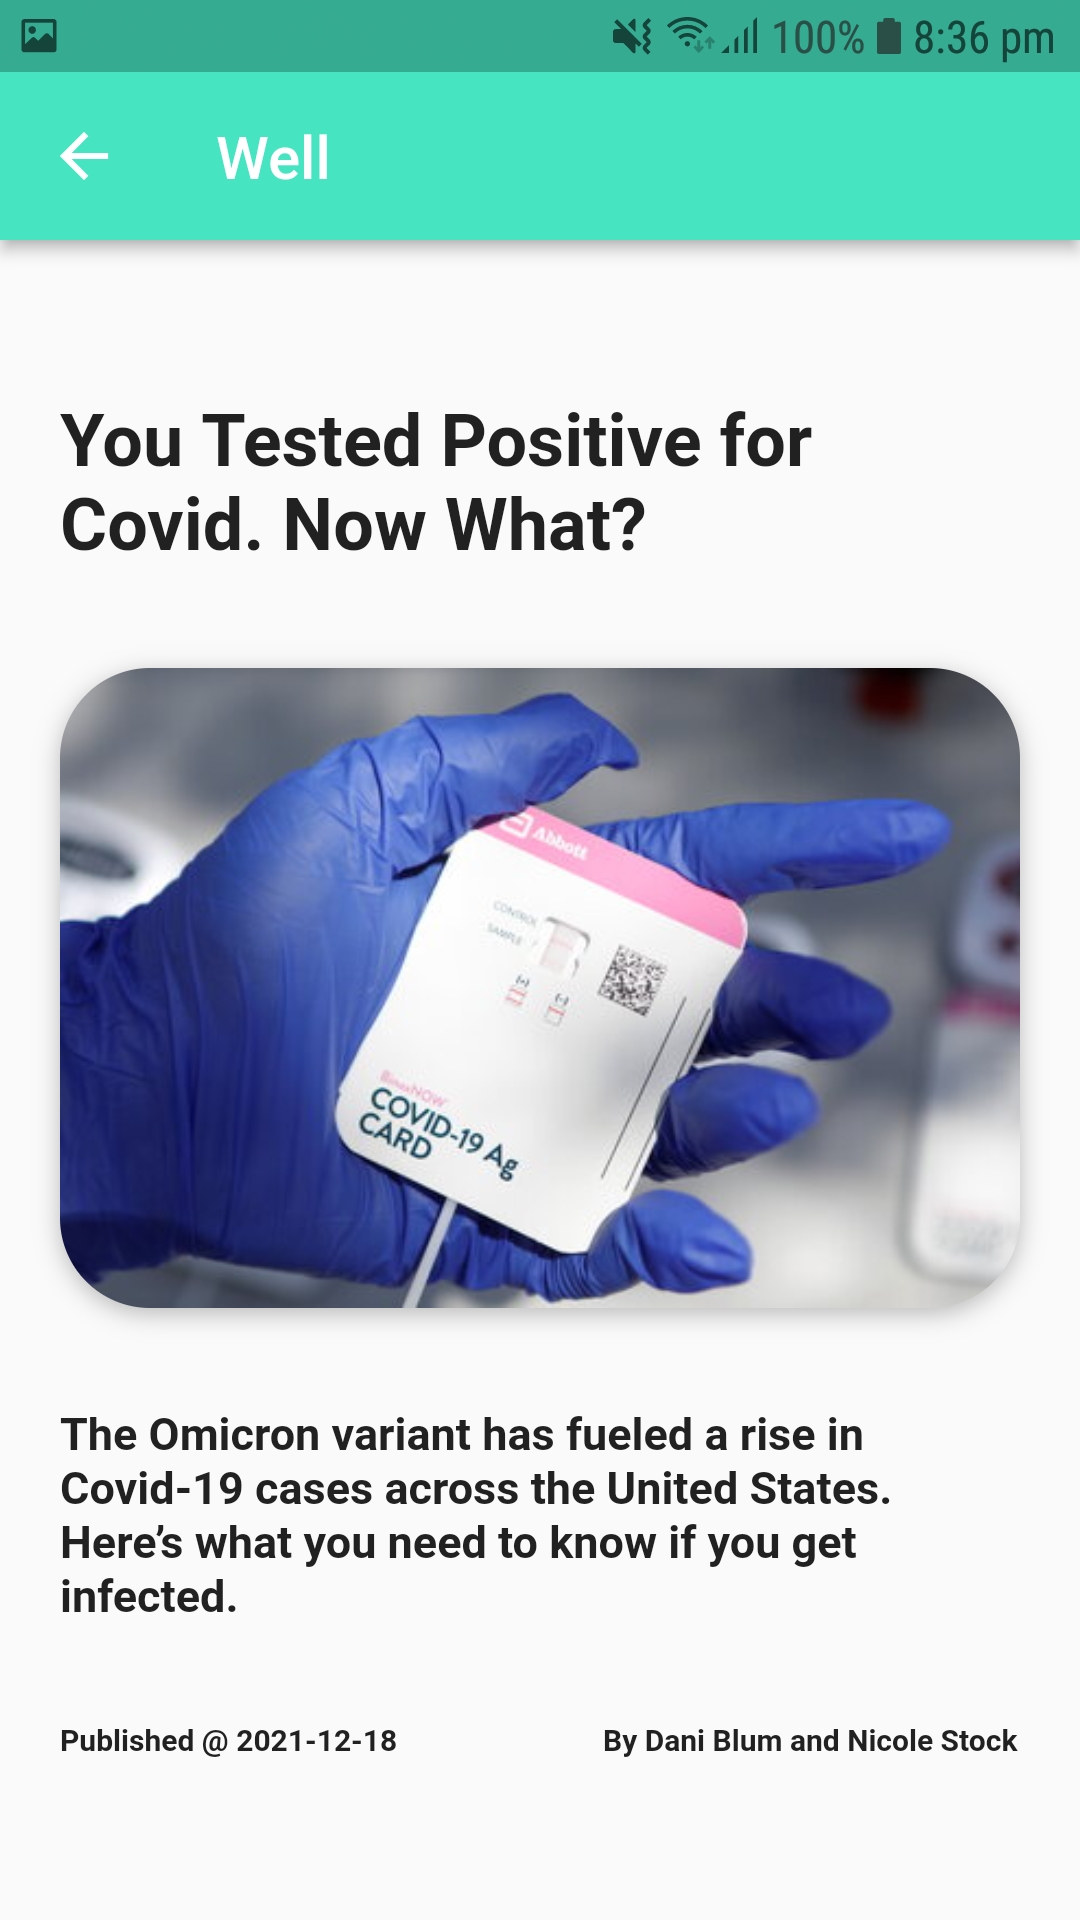 100% 8:36 pm
Well
You Tested Positive for
Covid. Now What?
Abbott
CONTROL
SAMPLE
BinaxNOW
COVID-19 Ag
CARD
The Omicron variant has fueled a rise in
Covid-19 cases across the United States.
Here’s what you need to know if you get
infected.
Published @ 2021-12-18
By Dani Blum and Nicole Stock